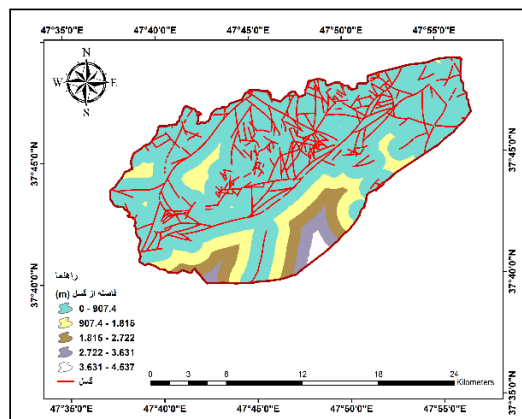 47°35'0"E 47°40'0"E 47°45'0"E 47°50'0"E 47°55'0"E
N
W E
S
37°45'0"N 37°45'0"N
37°40'0"N 37°40'0"N
37°35'0"N
راهنما
فاصله از گسل (m)
0 - 907.4
907.4 - 1.815
1.815 - 2.722
2.722 - 3.631
3.631 - 4.537
گسل
0 3 6 12 18 24
Kilometers
47°35'0"E 47°40'0"E 47°45'0"E 47°50'0"E 47°55'0"E